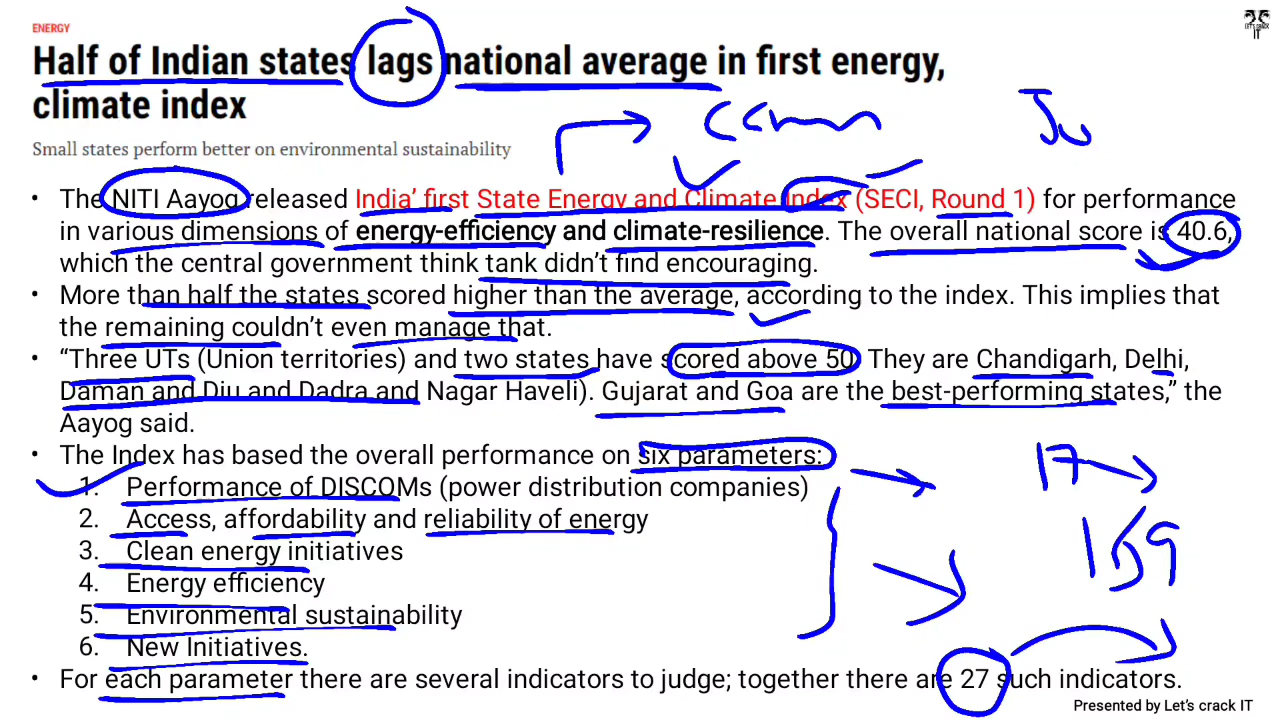 ENERGY
LET'S CRACK
IT
Half of Indian states lags national average in first energy,
climate index
Small states perform better on environmental sustainability
• The NITI Aayog released India' first State Energy and Climate Index (SECI, Round 1) for performance
in various dimensions of energy-efficiency and climate-resilience. The overall national score is 40.6,
which the central government think tank didn't find encouraging.
• More than half the states scored higher than the average, according to the index. This implies that
the remaining couldn't even manage that.
• “Three UTs (Union territories) and two states have scored above 50. They are Chandigarh, Delhi,
Daman and Diu and Dadra and Nagar Haveli). Gujarat and Goa are the best-performing states,” the
Aayog said.
• The Index has based the overall performance on six parameters:
1. Performance of DISCOMs (power distribution companies)
2. Access, affordability and reliability of energy
3. Clean energy initiatives
4. Energy efficiency
5. Environmental sustainability
6. New Initiatives.
17
159
• For each parameter there are several indicators to judge; together there are 27 such indicators.
Presented by Let's crack IT